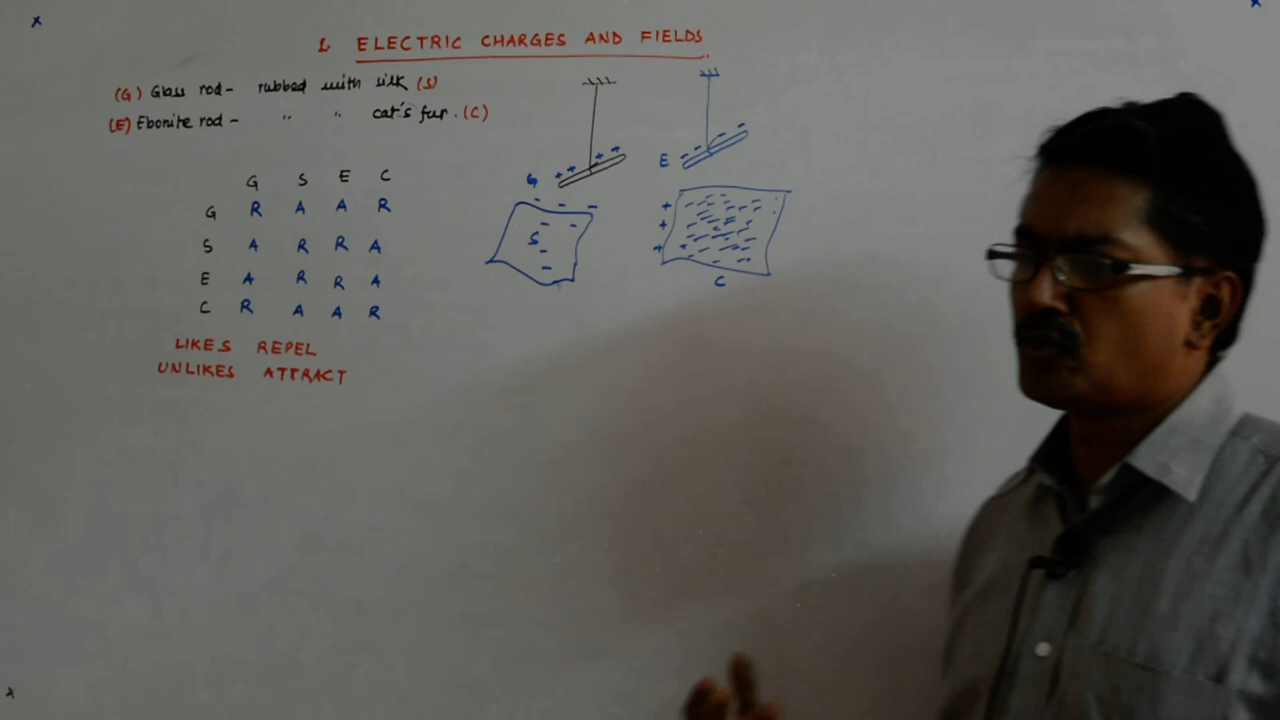 1. ELECTRIC CHARGES AND FIELDS
(G) Glass rod - rubbed with silk (S)
(E) Ebonite rod - " " cat's fur. (C)
G S E C
G R A A R
S A R R A
E A R R A
C R A A R
LIKES REPEL
UNLIKES ATTRACT
+ + + +
G
- - -
S
- - - - -
- - - -
E
+ + +
C